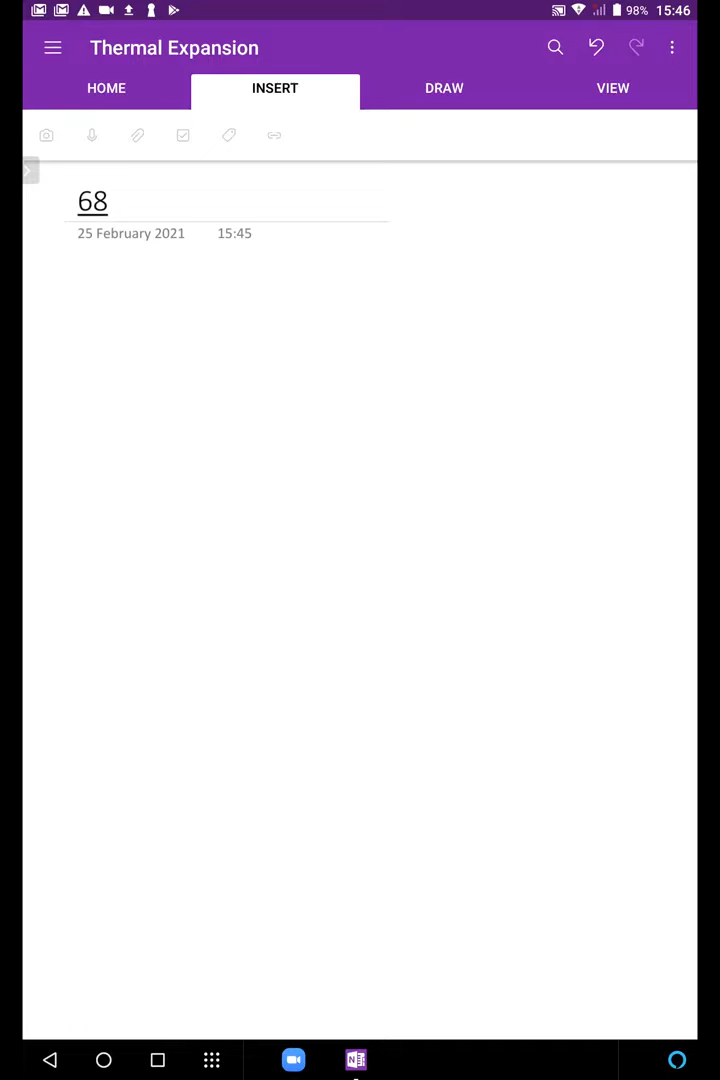 98% 15:46
Thermal Expansion
HOME INSERT DRAW VIEW
68
25 February 2021 15:45
N